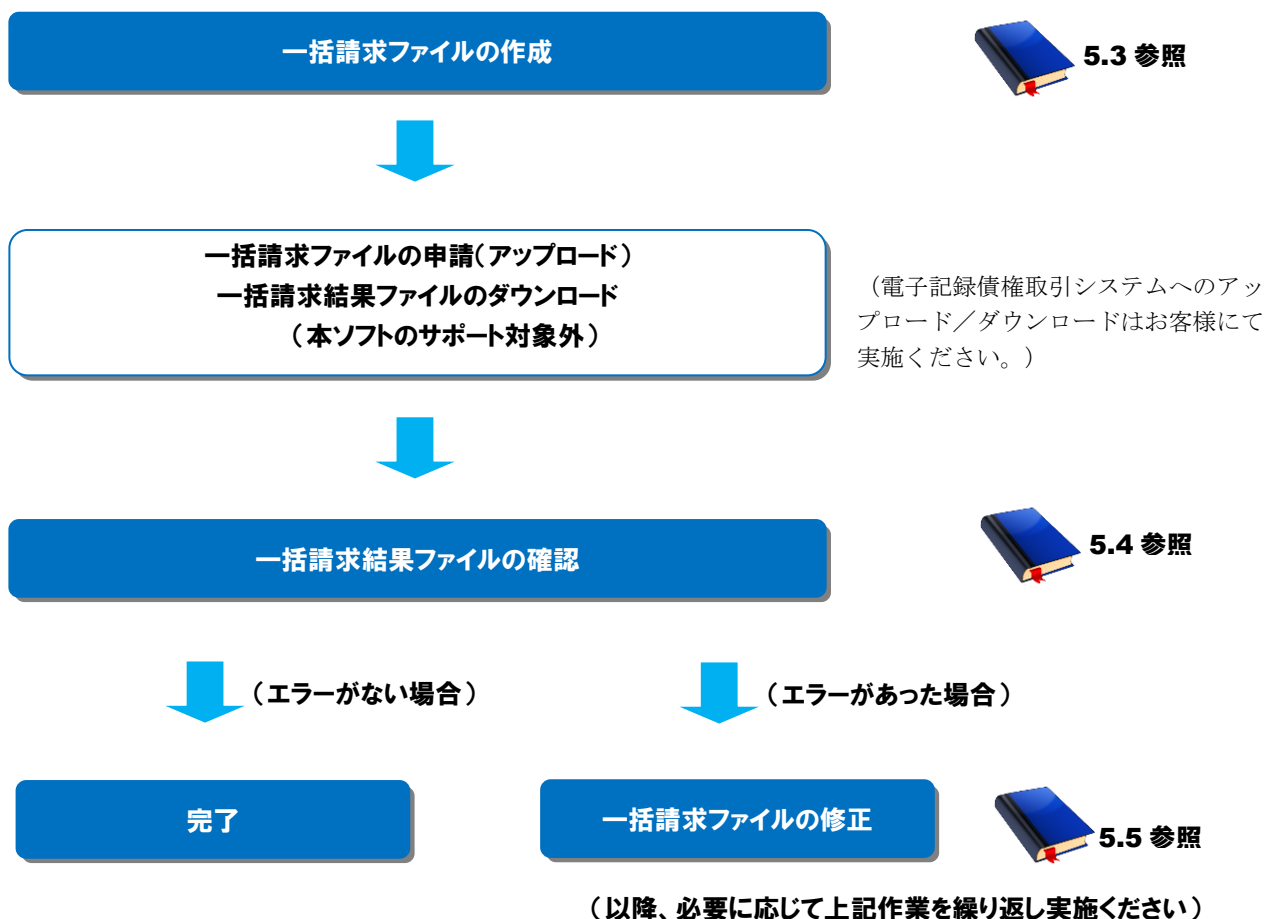 一括請求ファイルの作成
5.3 参照
一括請求ファイルの申請（アップロード）
一括請求結果ファイルのダウンロード
（本ソフトのサポート対象外）
（電子記録債権取引システムへのアッ
プロード／ダウンロードはお客様にて
実施ください。）
一括請求結果ファイルの確認
5.4 参照
（エラーがない場合）
（エラーがあった場合）
完了
一括請求ファイルの修正
5.5 参照
（以降、必要に応じて上記作業を繰り返し実施ください）